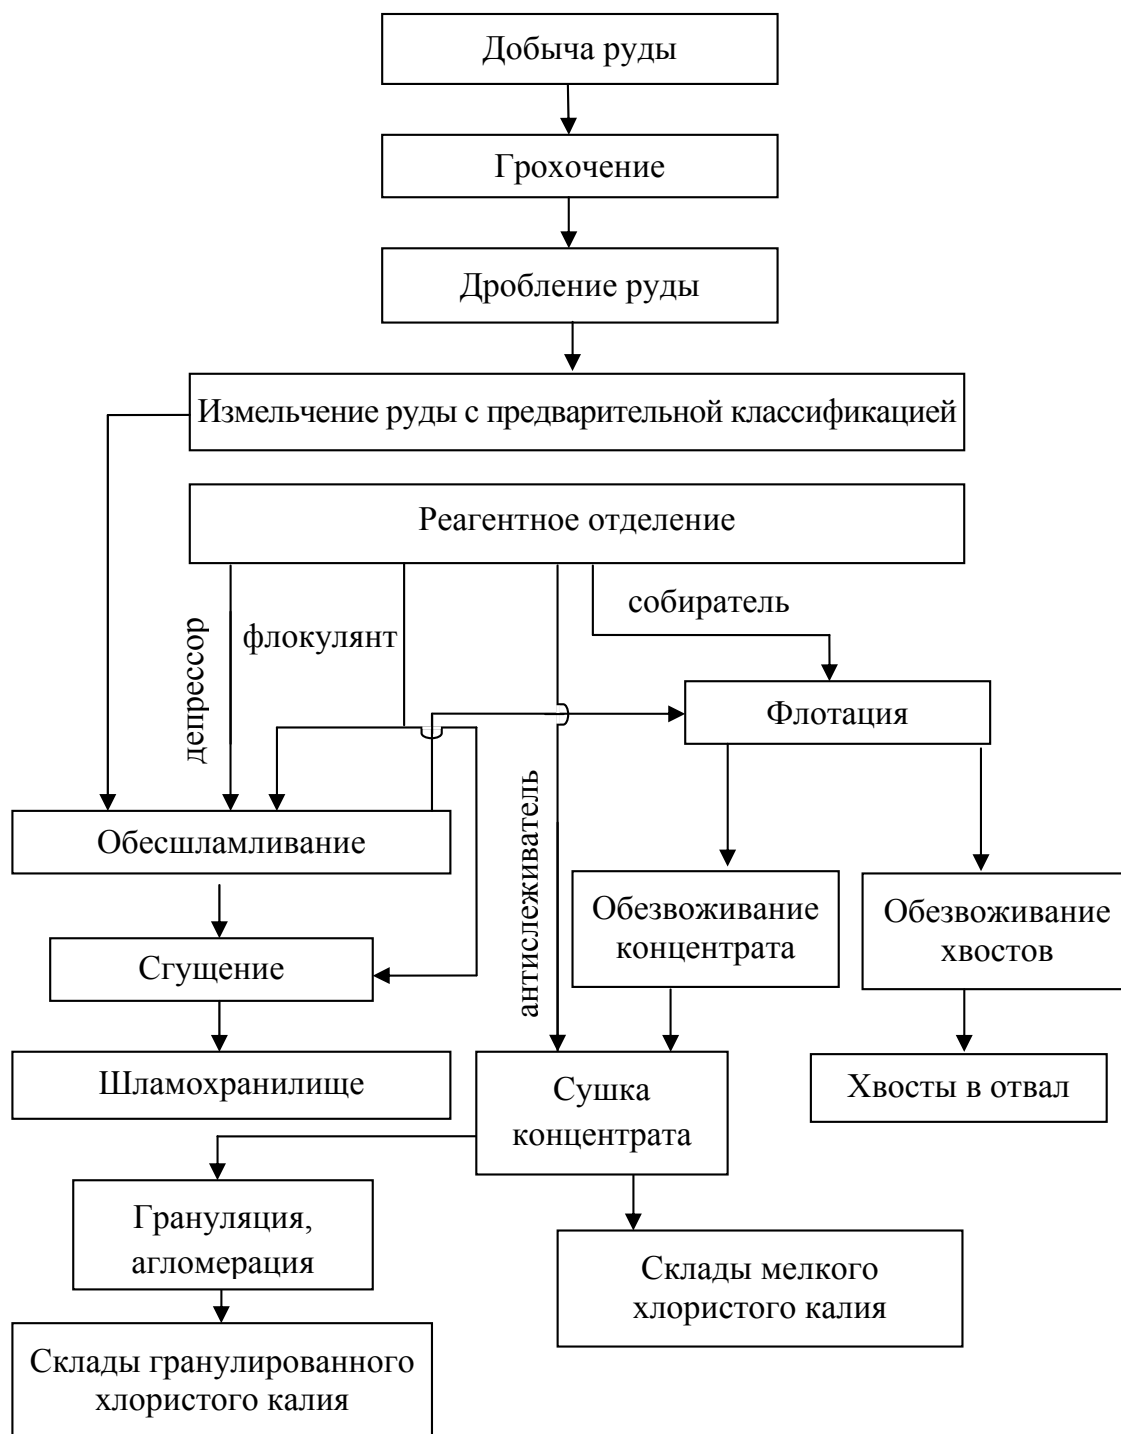 Добыча руды
Грохочение
Дробление руды
Измельчение руды с предварительной классификацией
Реагентное отделение
депрессор
флокулянт
собиратель
антислеживатель
Флотация
Обесшламливание
Обезвоживание
концентрата
Обезвоживание
хвостов
Сгущение
Шламохранилище
Сушка
концентрата
Хвосты в отвал
Грануляция,
агломерация
Склады мелкого
хлористого калия
Склады гранулированного
хлористого калия